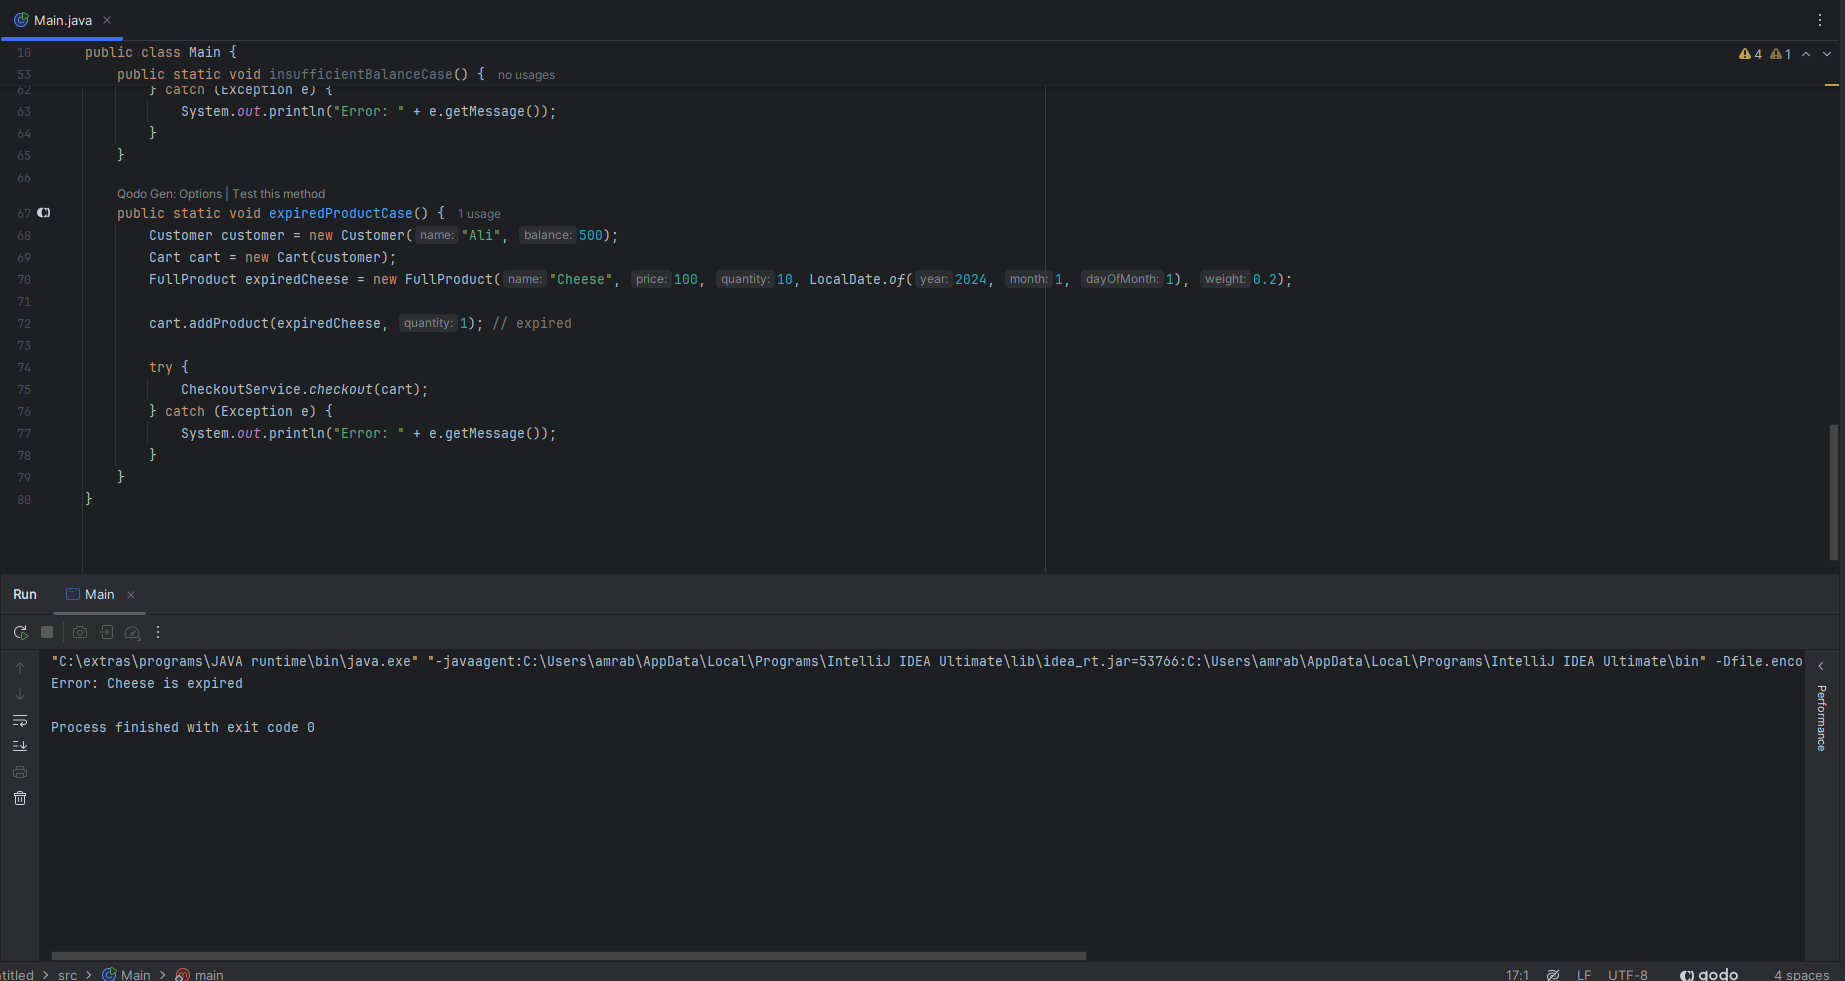 Main.java
10 public class Main {
4 1
53 public static void insufficientBalanceCase() { no usages
62 } catch (Exception e) {
63 System.out.println("Error: " + e.getMessage());
64 }
65 }
66
Qodo Gen: Options | Test this method
67 public static void expiredProductCase() { 1 usage
68 Customer customer = new Customer( name: "Ali", balance: 500);
69 Cart cart = new Cart(customer);
70 FullProduct expiredCheese = new FullProduct( name: "Cheese", price: 100, quantity: 10, LocalDate.of( year: 2024, month: 1, dayOfMonth: 1), weight: 0.2);
71
72 cart.addProduct(expiredCheese, quantity: 1); // expired
73
74 try {
75 CheckoutService.checkout(cart);
76 } catch (Exception e) {
77 System.out.println("Error: " + e.getMessage());
78 }
79 }
80 }
Run Main
"C:\extras\programs\JAVA runtime\bin\java.exe" "-javaagent:C:\Users\amrab\AppData\Local\Programs\IntelliJ IDEA Ultimate\lib\idea_rt.jar=53766:C:\Users\amrab\AppData\Local\Programs\IntelliJ IDEA Ultimate\bin" -Dfile.enco
Error: Cheese is expired
Process finished with exit code 0
Performance
titled > src > Main > main
17:1 LF UTF-8 qodo 4 spaces